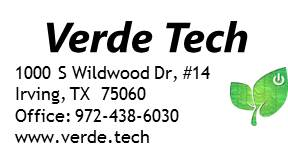 Verde Tech
1000 S Wildwood Dr, #14
Irving, TX  75060
Office: 972-438-6030
www.verde.tech